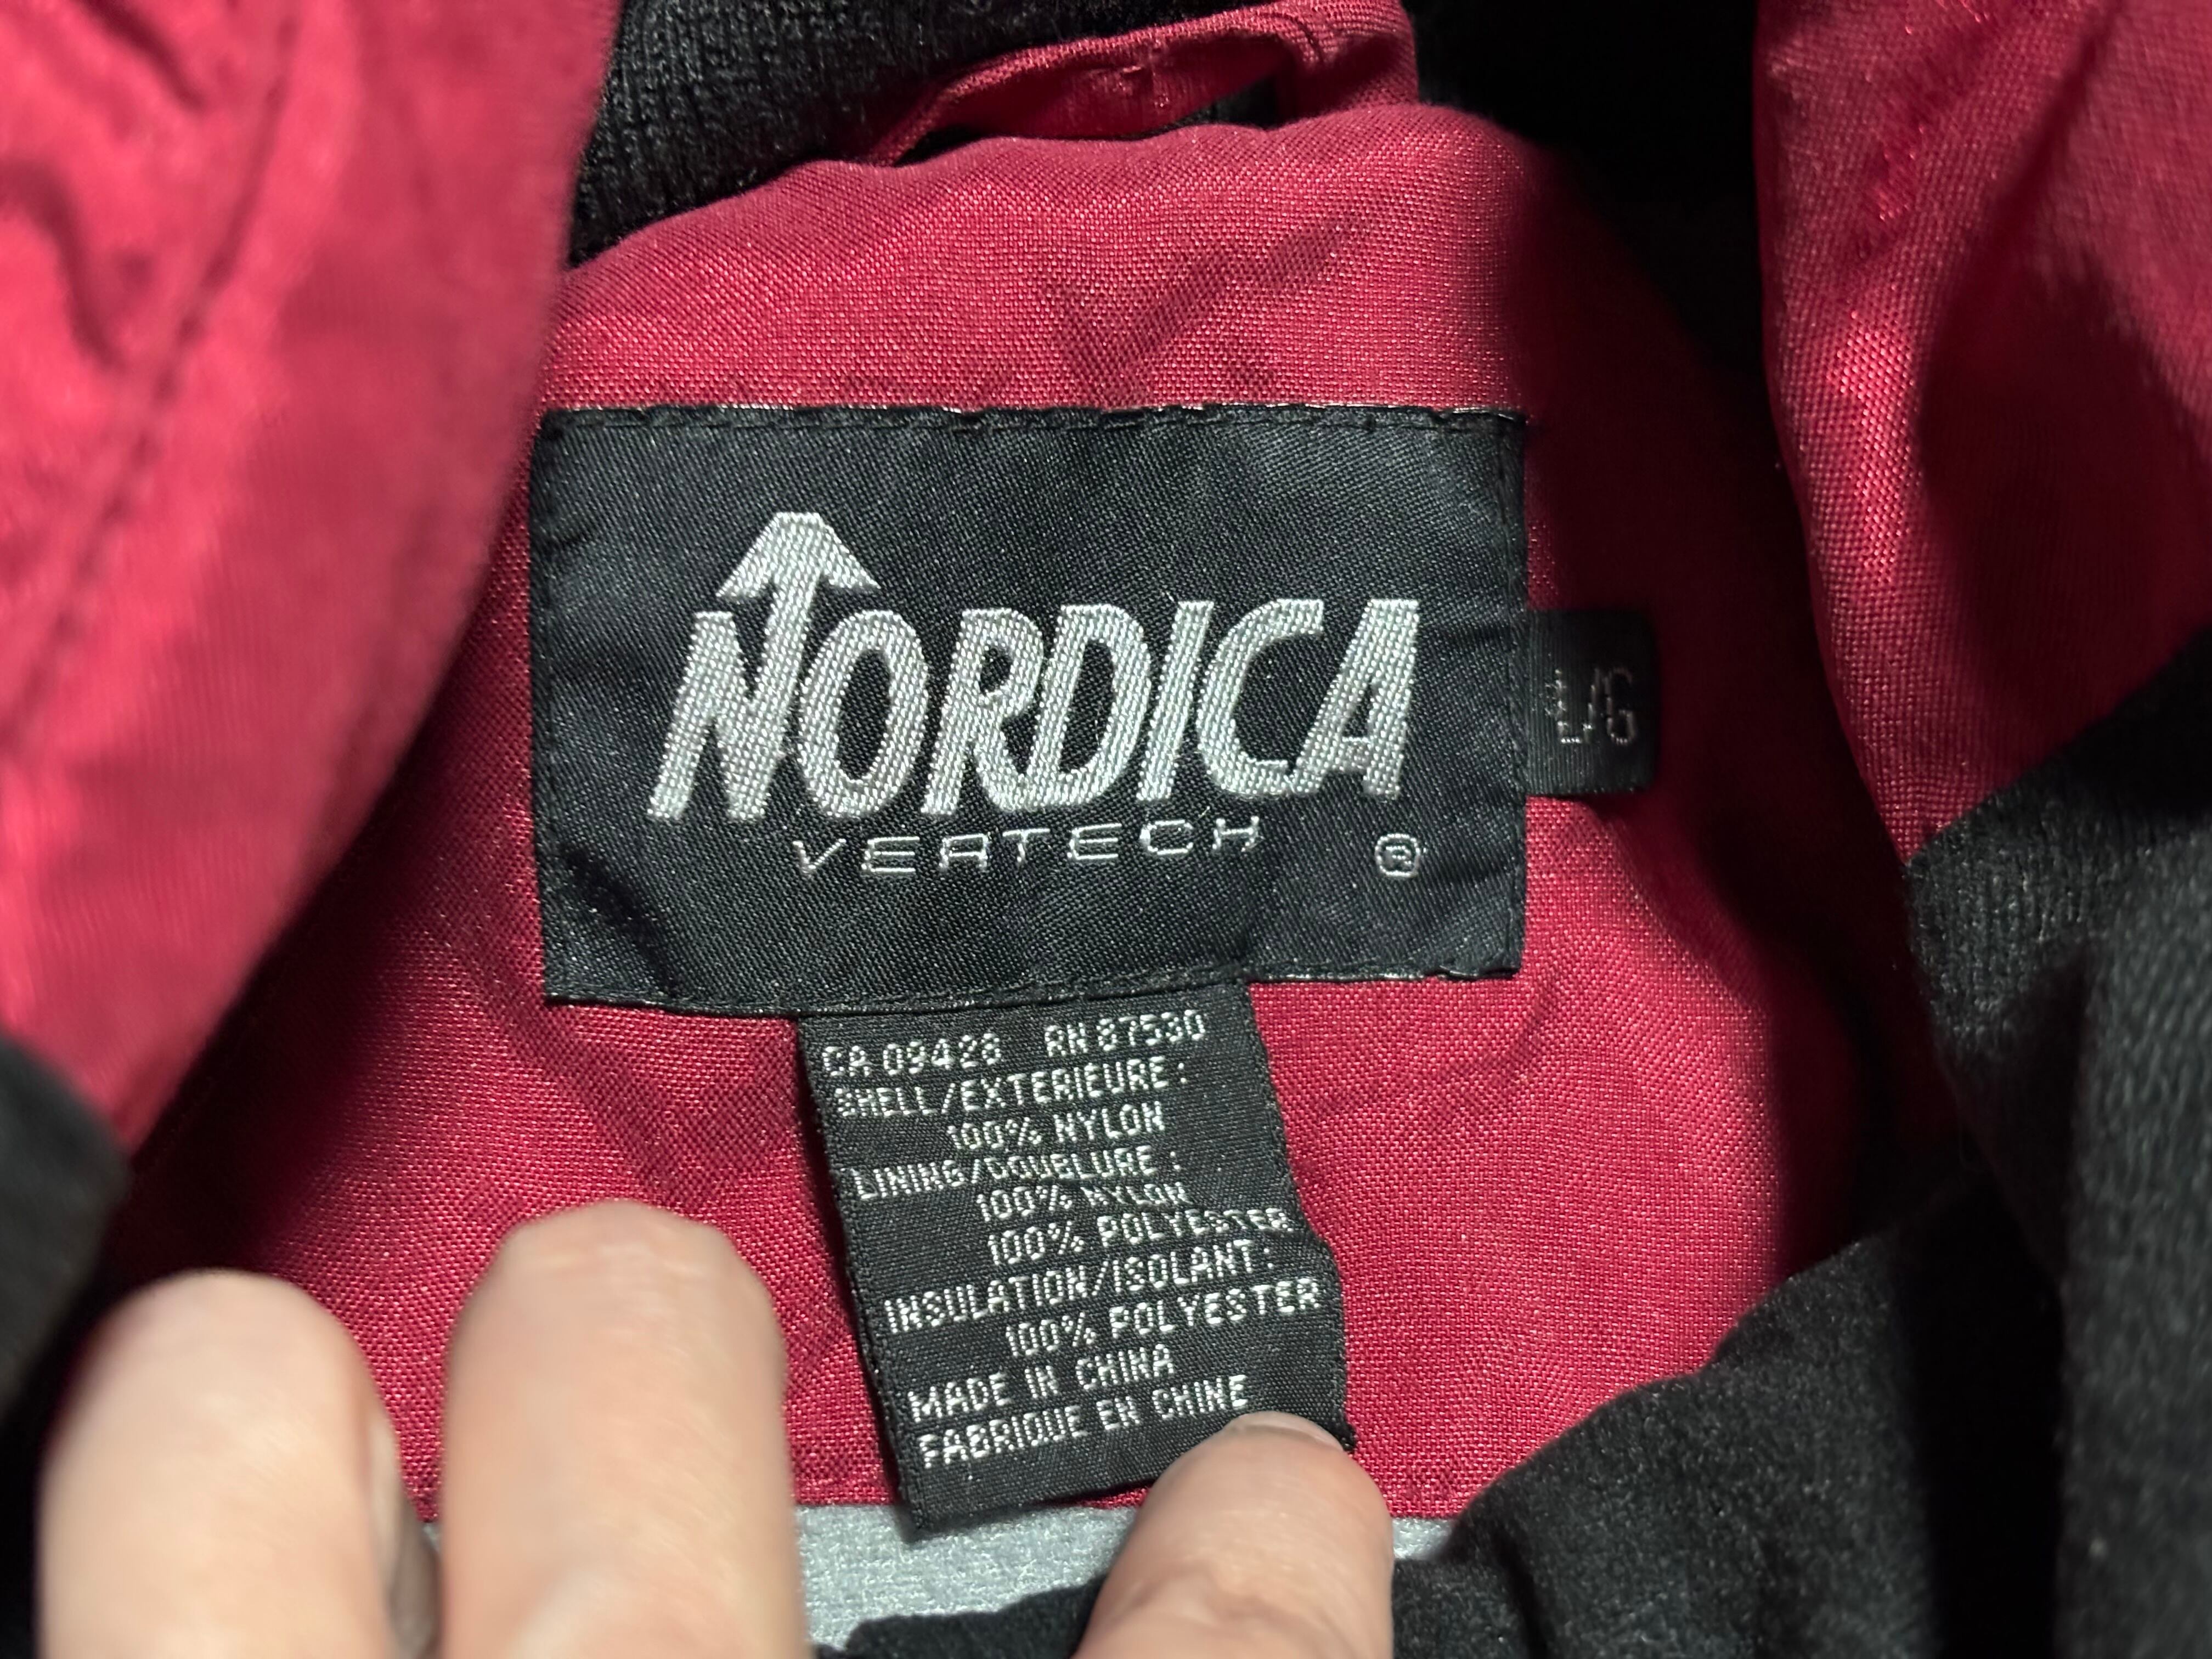 NORDICA
VERTECH
®
L/G
CA 09428 RN 87530
SHELL/EXTERIEURE:
100% NYLON
LINING/DOUBLURE:
100% NYLON
100% POLYESTER
INSULATION/ISOLANT:
100% POLYESTER
MADE IN CHINA
FABRIQUE EN CHINE